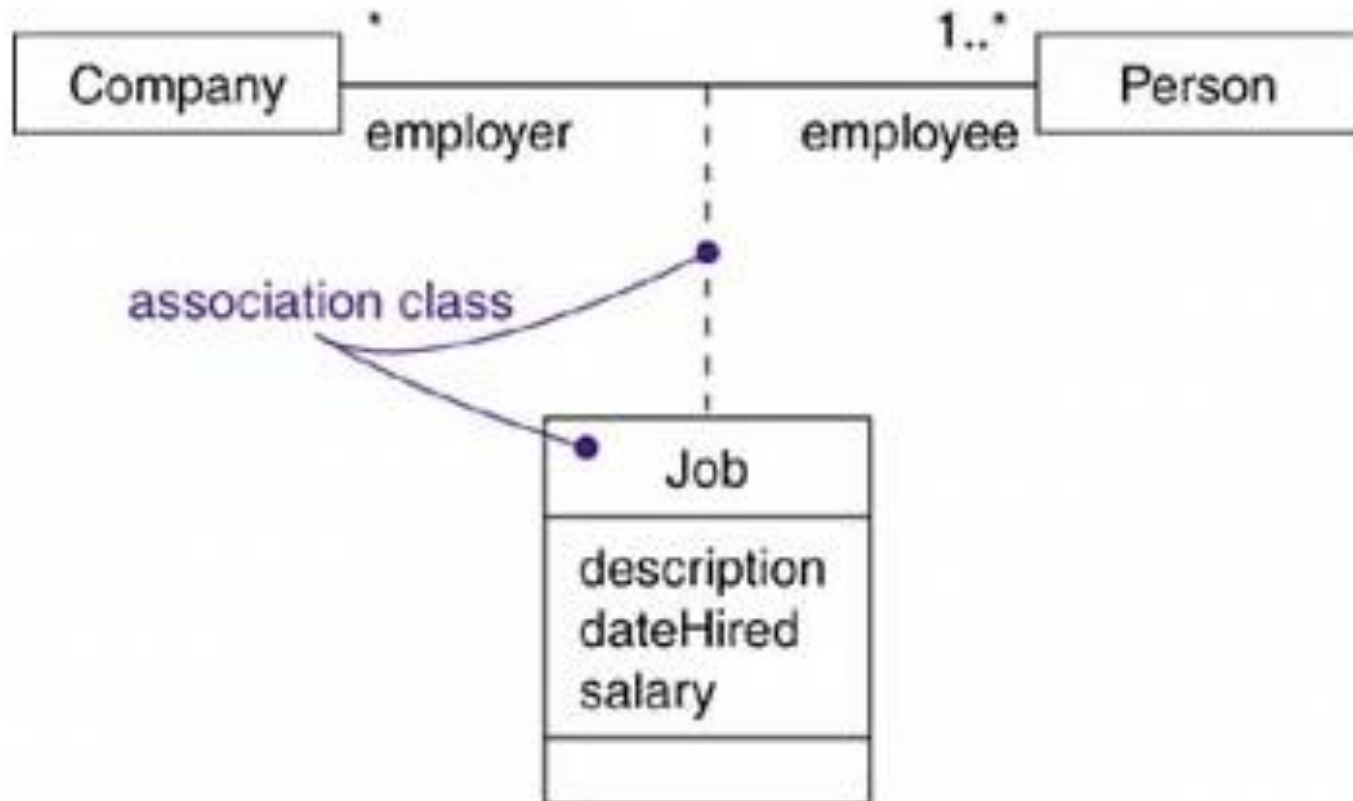 * 1..*
Company Person
employer employee
association class
Job
description
dateHired
salary